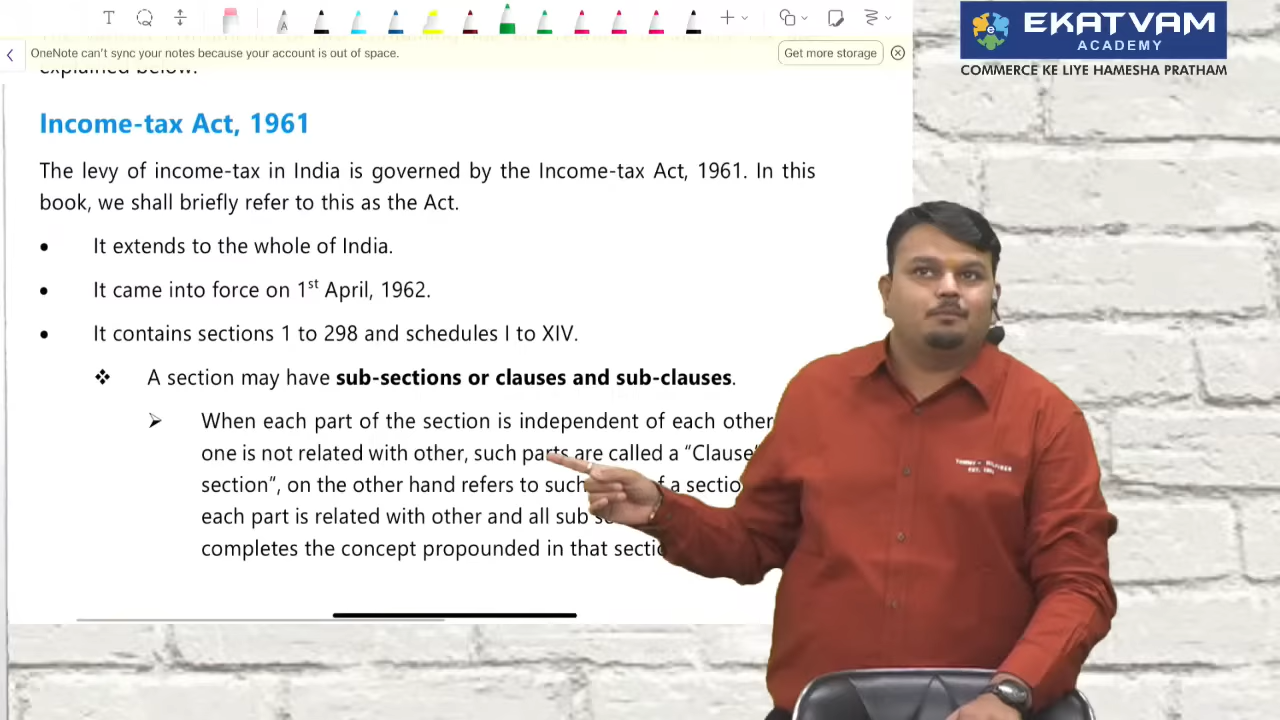 EKATVAM
ACADEMY
COMMERCE KE LIYE HAMESHA PRATHAM
OneNote can't sync your notes because your account is out of space.
Get more storage
explained below.
Income-tax Act, 1961
The levy of income-tax in India is governed by the Income-tax Act, 1961. In this
book, we shall briefly refer to this as the Act.
• It extends to the whole of India.
• It came into force on 1st April, 1962.
• It contains sections 1 to 298 and schedules I to XIV.
❖ A section may have sub-sections or clauses and sub-clauses.
➢ When each part of the section is independent of each other
one is not related with other, such parts are called a “Clause”
section”, on the other hand refers to such f a sectio
each part is related with other and all sub
completes the concept propounded in that sectio